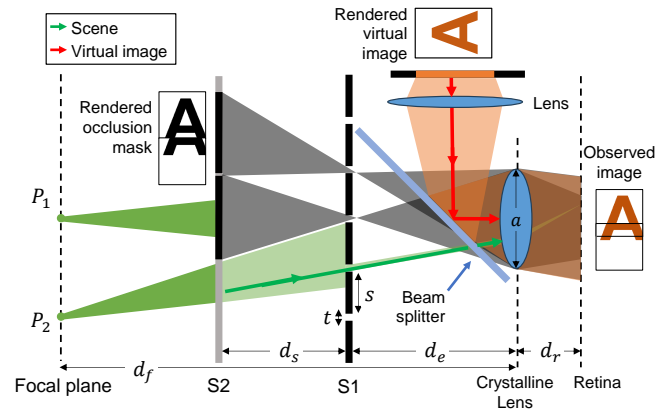 Scene
Virtual image
Rendered
virtual
image
A
Lens
Rendered
occlusion
mask
A
A
Observed
image
A
P1
a
s
Beam
splitter
P2
t
ds
de
dr
df
Focal plane
S2
S1
Crystalline
Lens
Retina